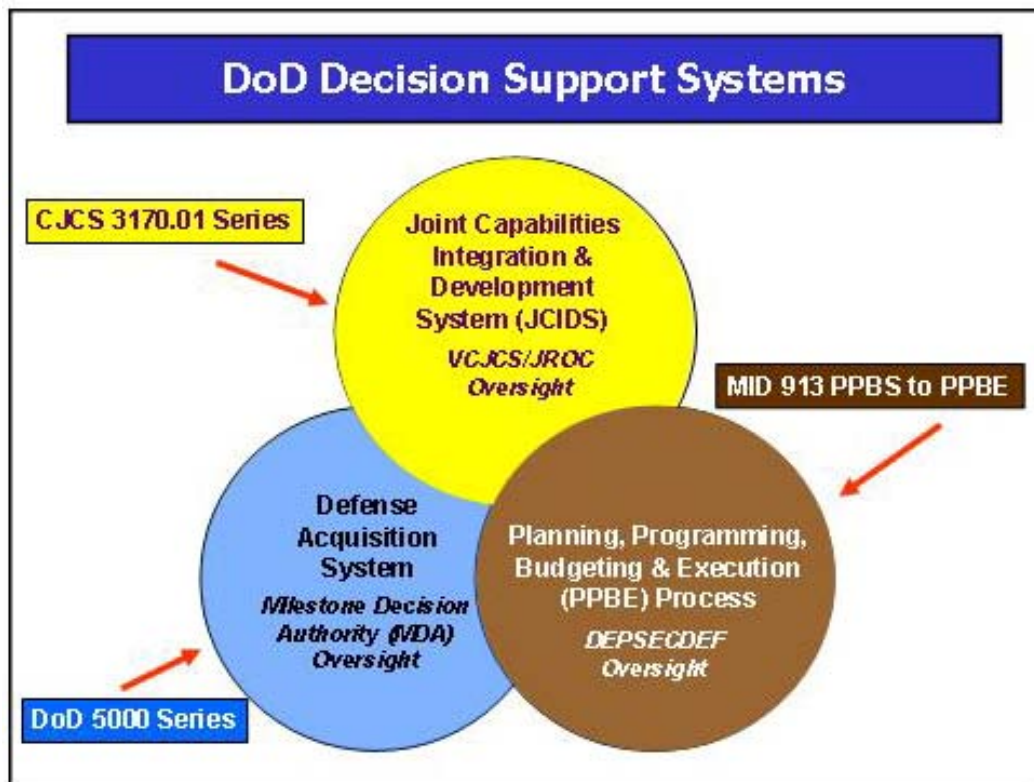 DoD Decision Support Systems
CJCS 3170.01 Series
Joint Capabilities
Integration &
Development
System (JCIDS)
VCJCS/JROC
Oversight
MID 913 PPBS to PPBE
Defense
Acquisition
System
Milestone Decision
Authority (MDA)
Oversight
Planning, Programming,
Budgeting & Execution
(PPBE) Process
DEPSECDEF
Oversight
DoD 5000 Series